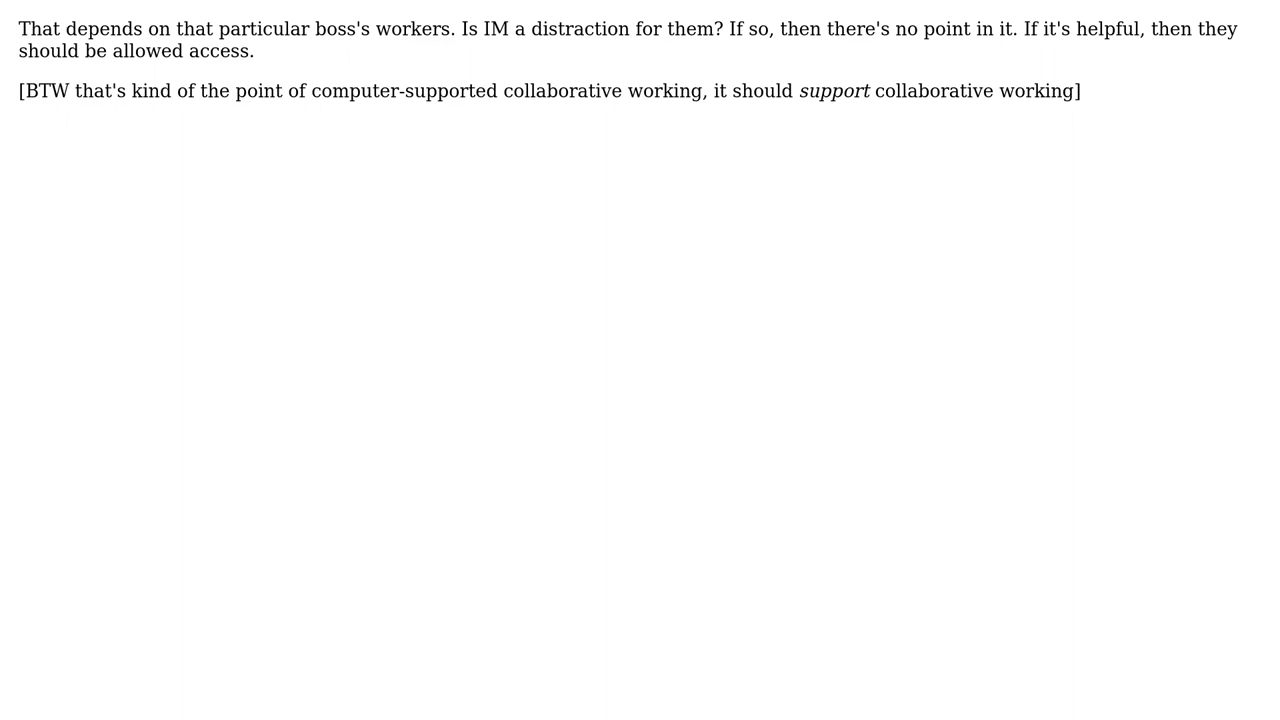 That depends on that particular boss's workers. Is IM a distraction for them? If so, then there's no point in it. If it's helpful, then they
should be allowed access.
[BTW that's kind of the point of computer-supported collaborative working, it should support collaborative working]